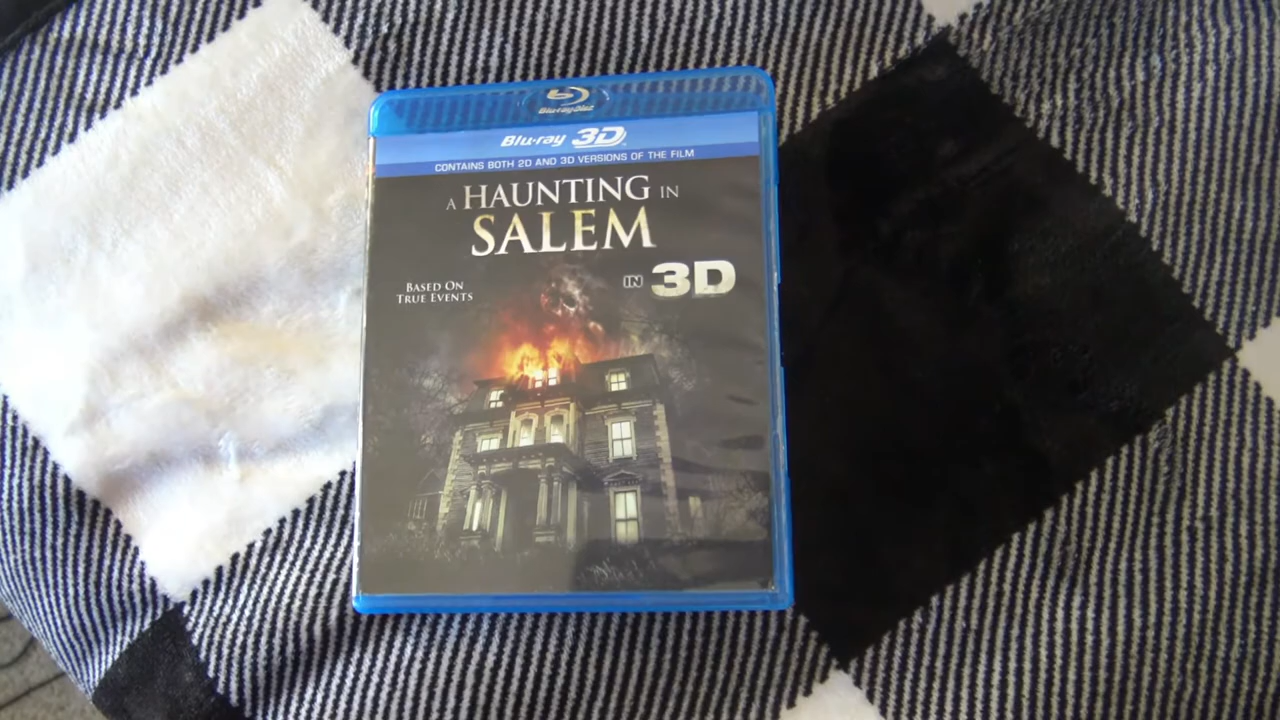 Blu-ray Disc
Blu-ray 3D
CONTAINS BOTH 2D AND 3D VERSIONS OF THE FILM
A HAUNTING IN
SALEM
IN 3D
BASED ON
TRUE EVENTS